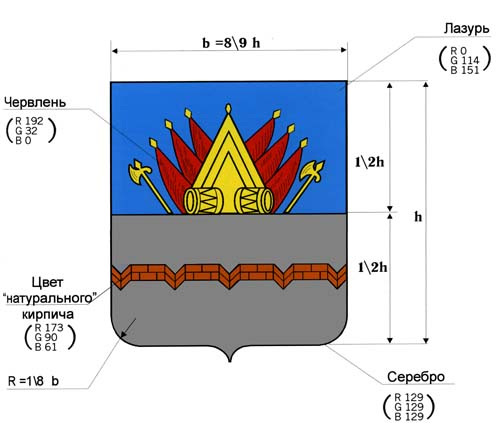 b =8\9 h
Лазурь
R 0
G 114
B 151
Червлень
R 192
G 32
B 0
1\2h
h
1\2h
Цвет
"натурального"
кирпича
R 173
G 90
B 61
R =1\8 b
Серебро
R 129
G 129
B 129